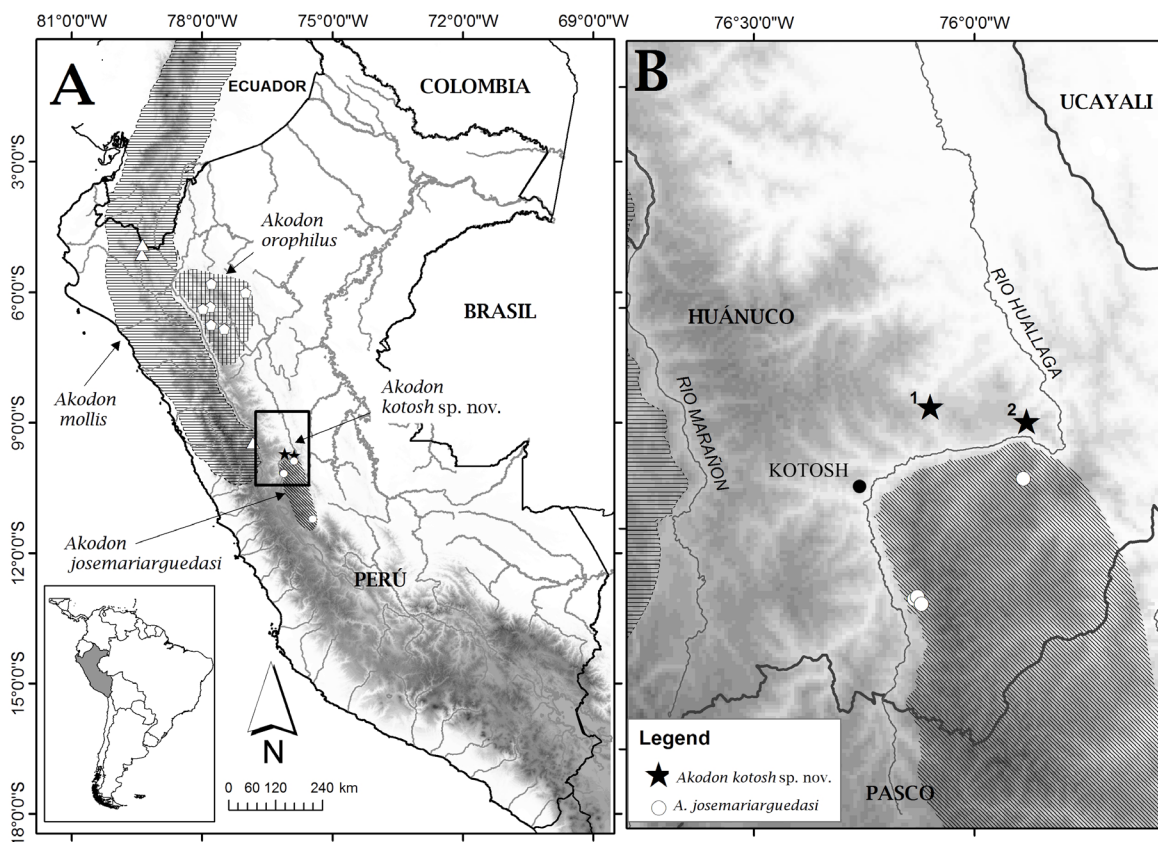 81°0'0"W
78°0'0"W
75°0'0"W
72°0'0"W
69°0'0"W
A
ECUADOR
COLOMBIA
3°0'0"S
Akodon
orophilus
6°0'0"S
BRASIL
Akodon
mollis
Akodon
kotosh sp. nov.
9°0'0"S
Akodon
josemariarguedasi
12°0'0"S
PERÚ
15°0'0"S
N
0 60 120 240 km
18°0'0"S
76°30'0"W
76°0'0"W
B
UCAYALI
RIO HUALLAGA
HUÁNUCO
RIO MARAÑON
1
2
KOTOSH
Legend
Akodon kotosh sp. nov.
A. josemariarguedasi
PASCO